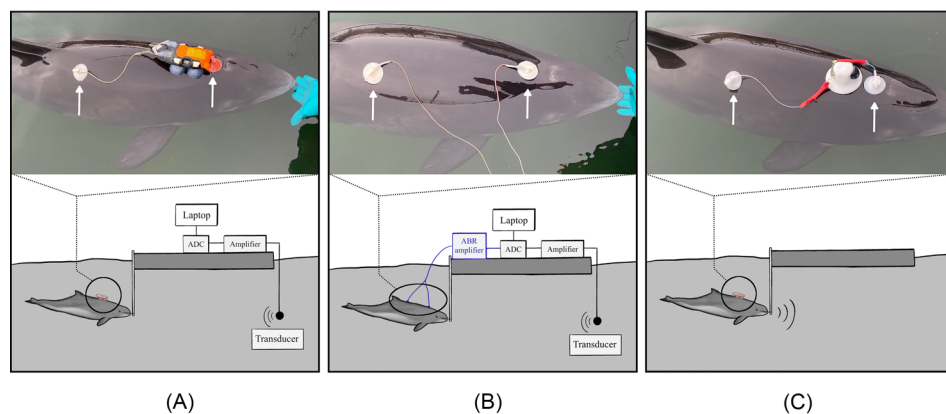 Laptop
ADC
Amplifier
Transducer
(A)
ABR
amplifier
Laptop
ADC
Amplifier
Transducer
(B)
(C)